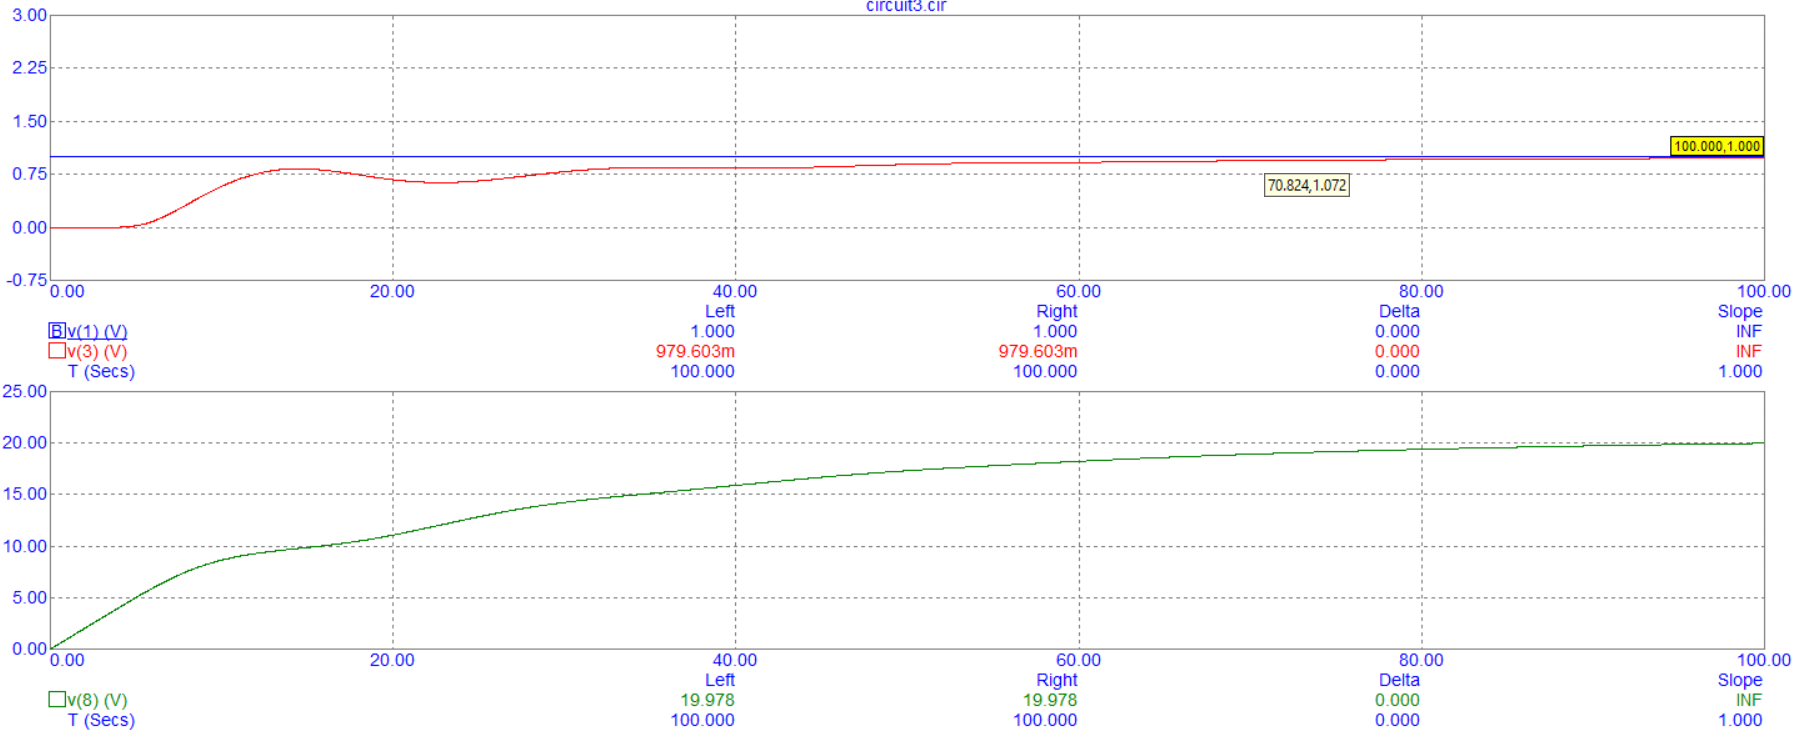 circuit3.cir
3.00
2.25
1.50
100.000,1.000
0.75
70.824,1.072
0.00
-0.75
0.00 20.00 40.00 60.00 80.00 100.00
Left Right Delta Slope
B v(1) (V) 1.000 1.000 0.000 INF
v(3) (V) 979.603m 979.603m 0.000 INF
T (Secs) 100.000 100.000 0.000 1.000
25.00
20.00
15.00
10.00
5.00
0.00
0.00 20.00 40.00 60.00 80.00 100.00
Left Right Delta Slope
v(8) (V) 19.978 19.978 0.000 INF
T (Secs) 100.000 100.000 0.000 1.000